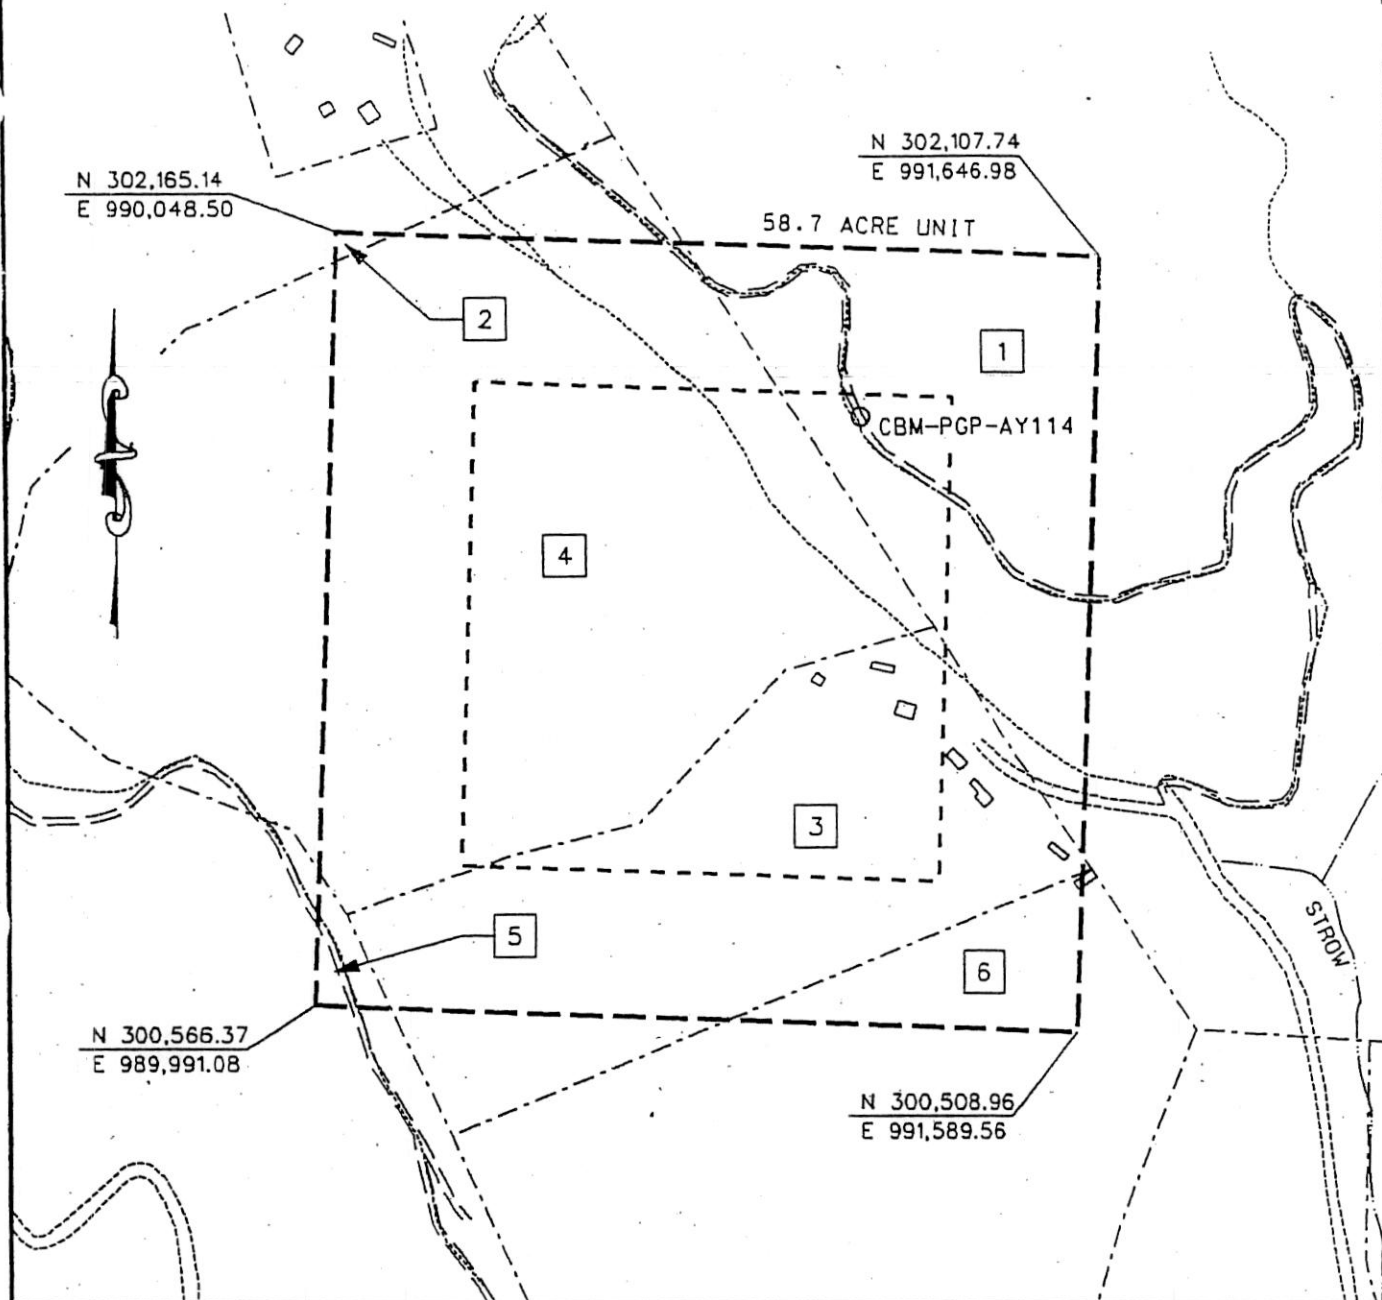 N 302,107.74
E 991,646.98
N 302,165.14
E 990,048.50
58.7 ACRE UNIT
2
1
CBM-PGP-AY114
4
3
5
6
STROW
N 300,566.37
E 989,991.08
N 300,508.96
E 991,589.56